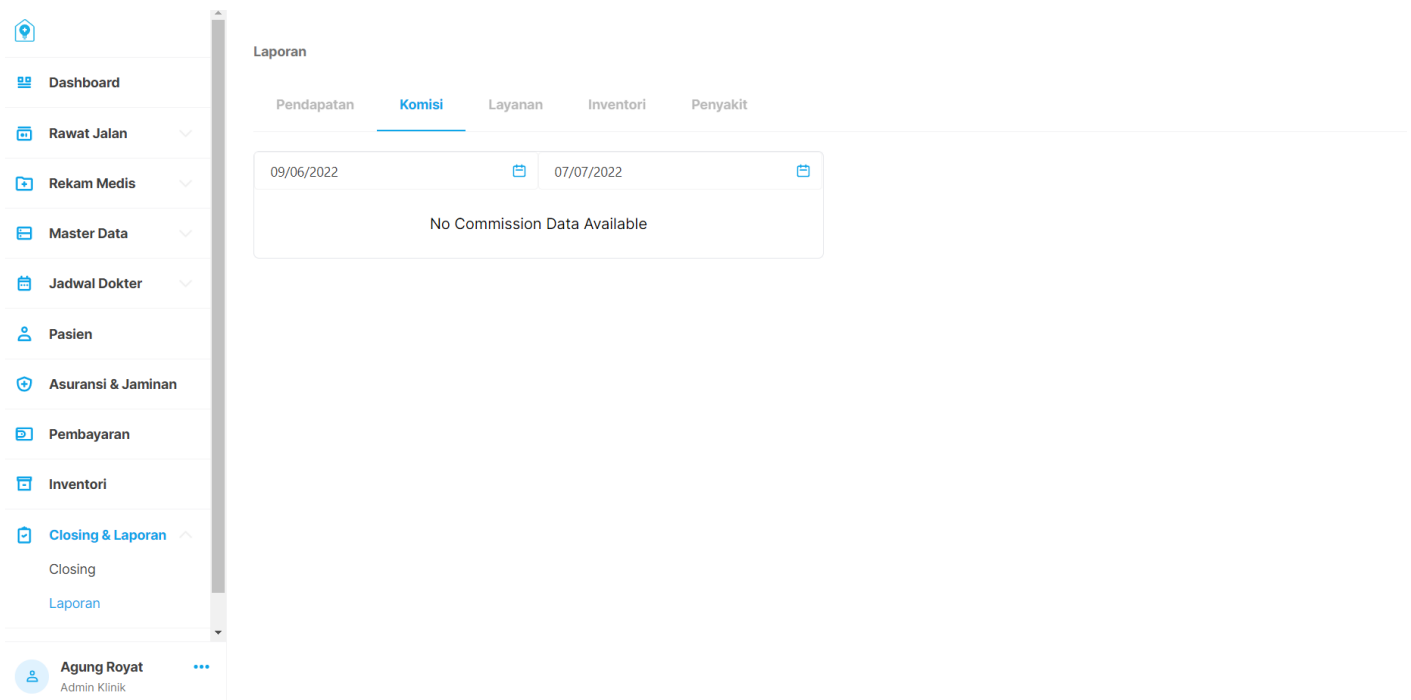 Dashboard
Rawat Jalan
Rekam Medis
Master Data
Jadwal Dokter
Pasien
Asuransi & Jaminan
Pembayaran
Inventori
Closing & Laporan
Closing
Laporan
Agung Royat
Admin Klinik
Laporan
Pendapatan Komisi Layanan Inventori Penyakit
09/06/2022 07/07/2022
No Commission Data Available